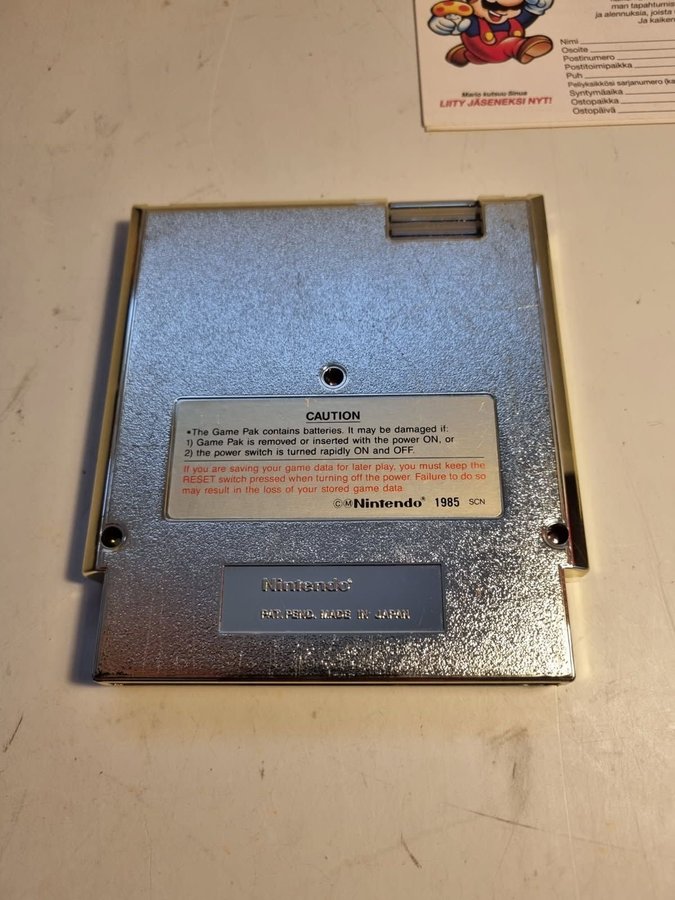 man tapahtumis
ja alennuksia, joista
Ja kaiken
Nimi
Osoite
Postinumero
Postitoimipaikka
Puh
Peliykaikkösi sarjanumero (ka
Syntymäaika
Ostopaikka
Ostopäivä
Mario kutsuu Sinua
LIITY JÄSENEKSI NYT!
CAUTION
•The Game Pak contains batteries. It may be damaged if:
1) Game Pak is removed or inserted with the power ON, or
2) the power switch is turned rapidly ON and OFF.
If you are saving your game data for later play, you must keep the
RESET switch pressed when turning off the power. Failure to do so
may result in the loss of your stored game data
©M Nintendo® 1985 SCN
Nintendo®
PAT. PEND. MADE IN JAPAN